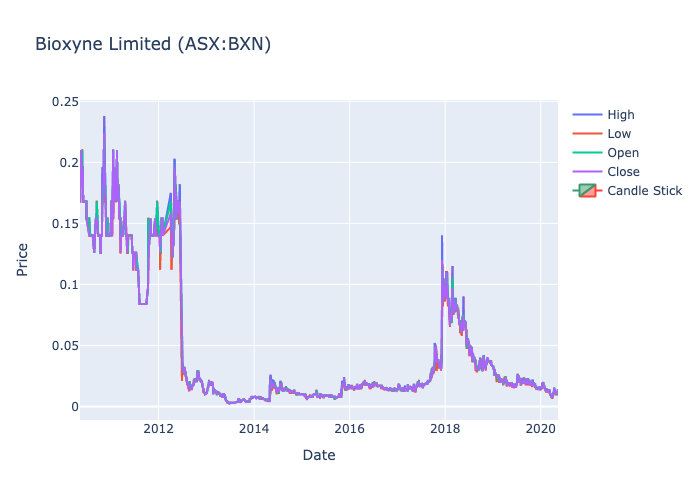 Bioxyne Limited (ASX:BXN)
0.25
0.2
0.15
0.1
0.05
0
Price
2012
2014
2016
2018
2020
Date
High
Low
Open
Close
Candle Stick